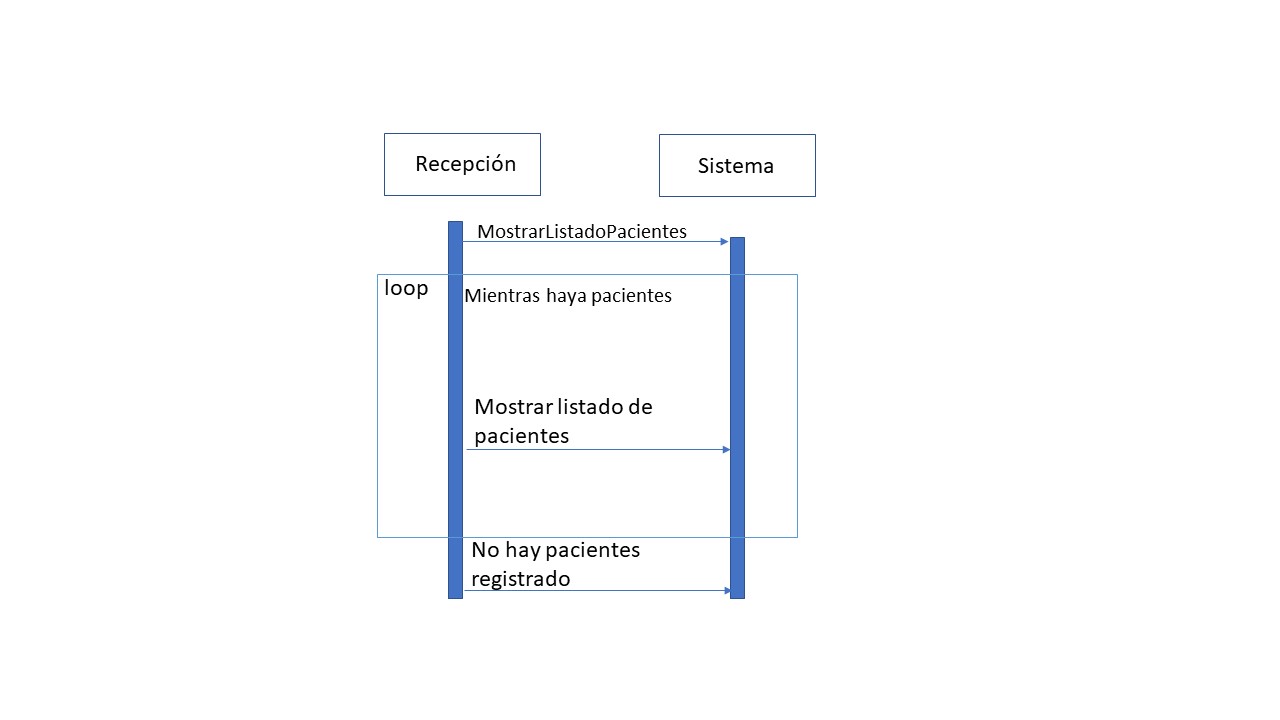 Recepción
Sistema
MostrarListadoPacientes
loop
Mientras haya pacientes
Mostrar listado de
pacientes
No hay pacientes
registrado